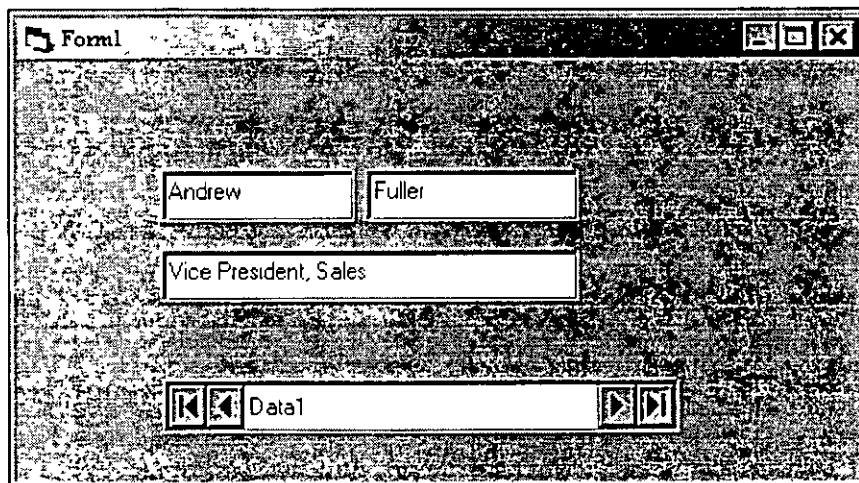 Form1
Andrew Fuller
Vice President, Sales
Data1